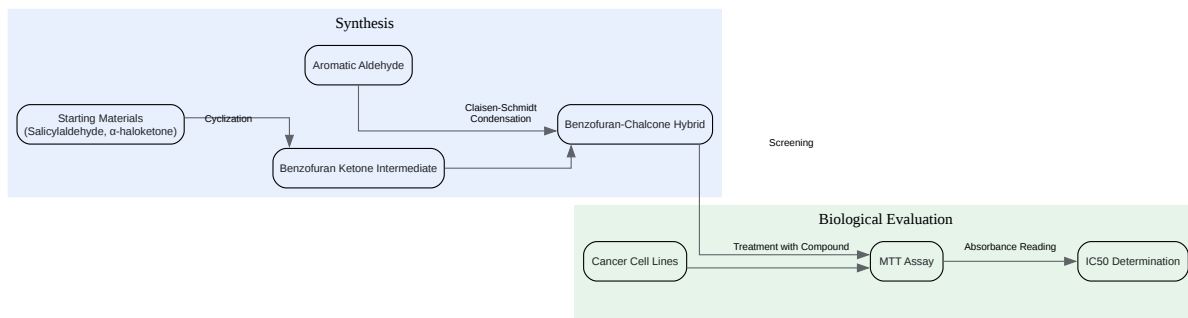 Synthesis
Aromatic Aldehyde
Starting Materials
(Salicylaldehyde, α-haloketone)
Cyclization
Claisen-Schmidt
Condensation
Benzofuran-Chalcone Hybrid
Benzofuran Ketone Intermediate
Screening
Biological Evaluation
Cancer Cell Lines
Treatment with Compound
MTT Assay
Absorbance Reading
IC50 Determination